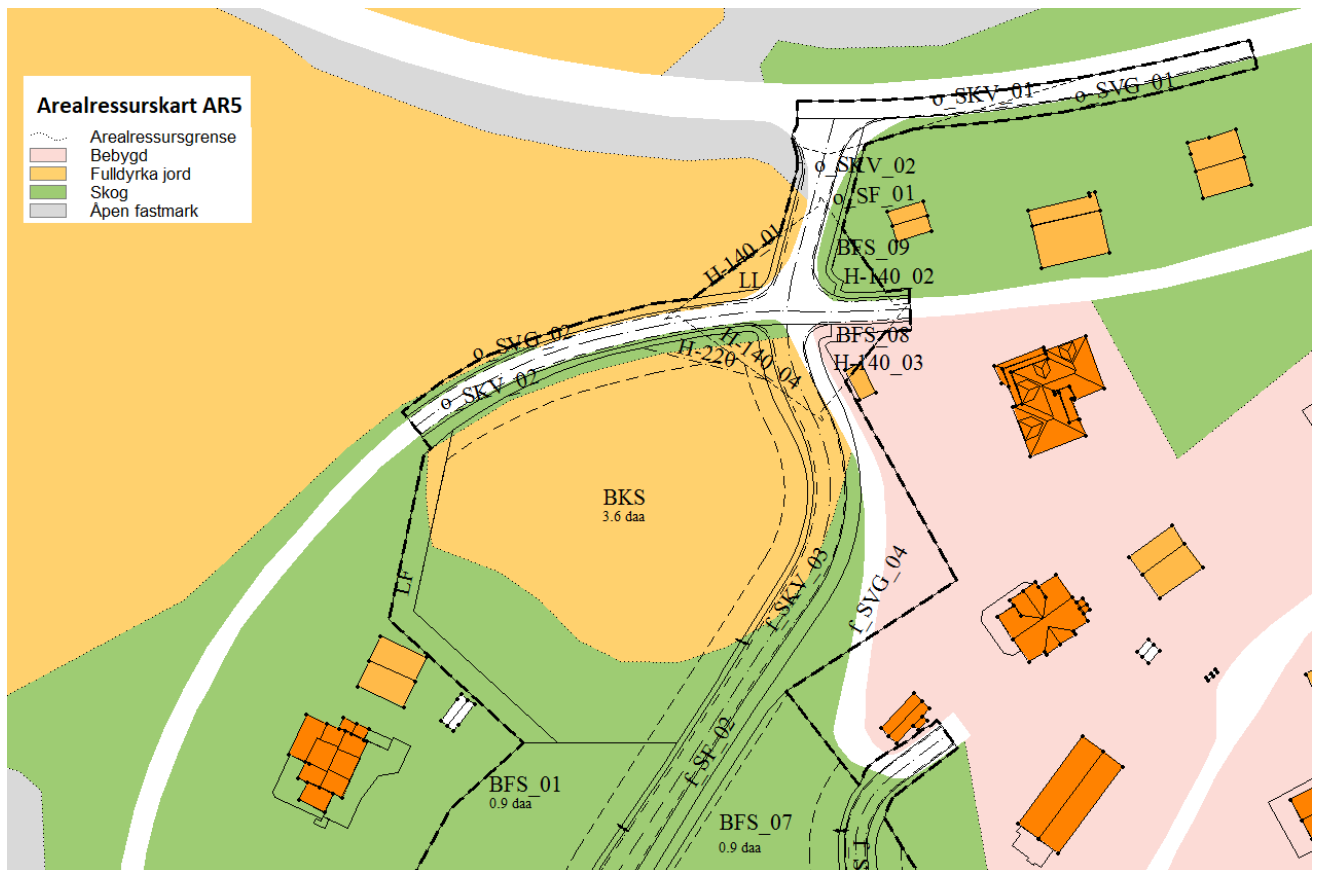 Arealressurskart AR5
Arealressursgrense
Bebygd
Fulldyrka jord
Skog
Åpen fastmark
o_SKV_01
o_SVG_01
o_SKV_02
o_SF_01
H-140_01
BFS_09
LL
H-140_02
o_SVG_02
H-140_04
BFS_08
H-220
H-140_03
o_SKV_02
BKS
3.6 daa
LF
f_SKV_03
f_SVG_04
f_SF_02
BFS_01
0.9 daa
BFS_07
0.9 daa